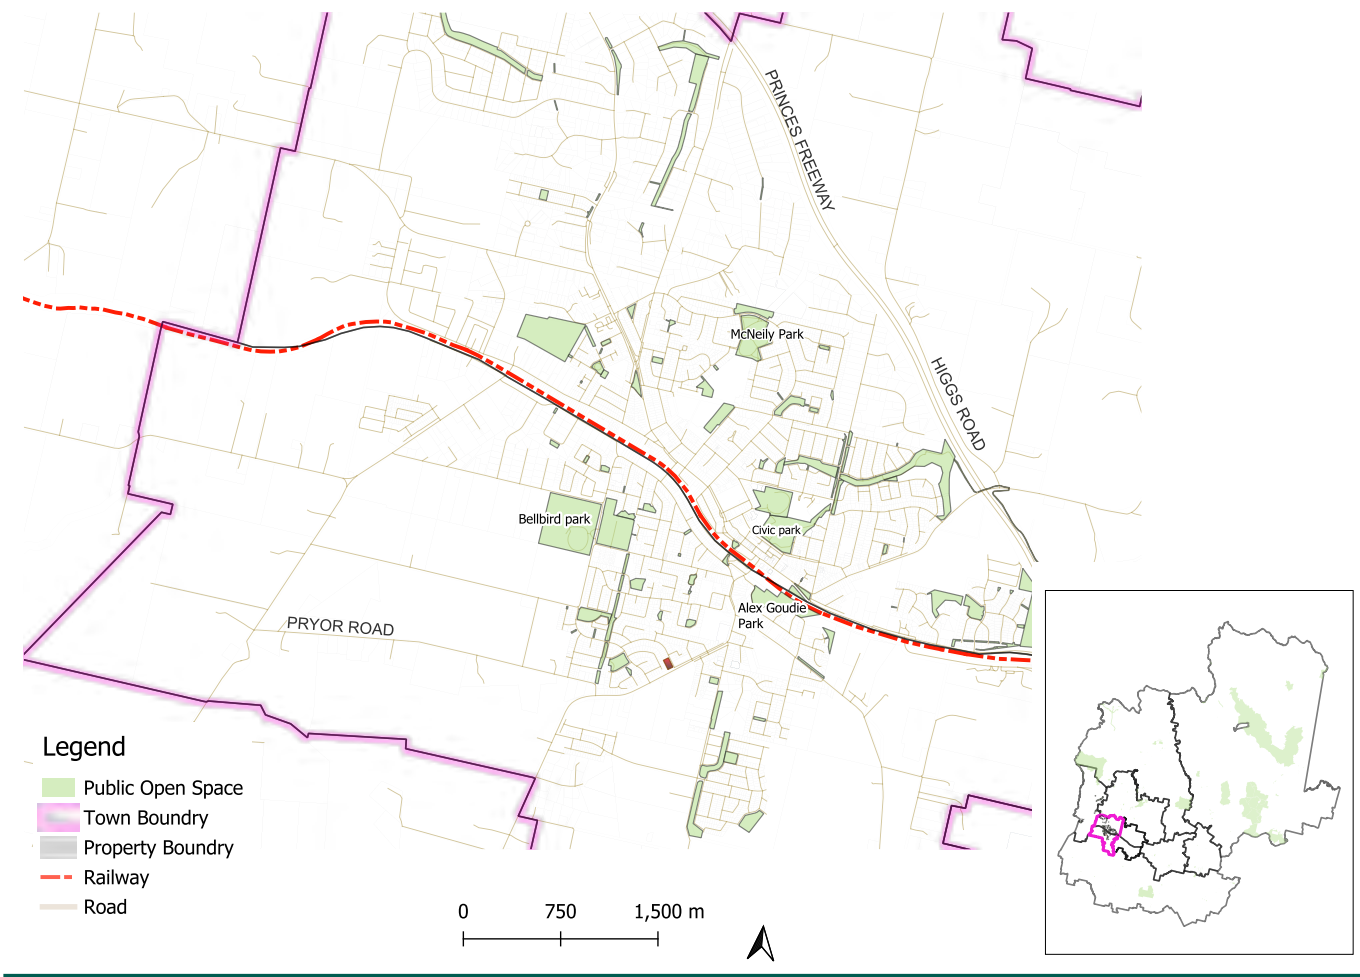 PRINCES FREEWAY
McNeily Park
HIGGS ROAD
Bellbird park
Civic park
Alex Goudie
Park
PRYOR ROAD
Legend
Public Open Space
Town Boundry
Property Boundry
Railway
Road
0 750 1,500 m